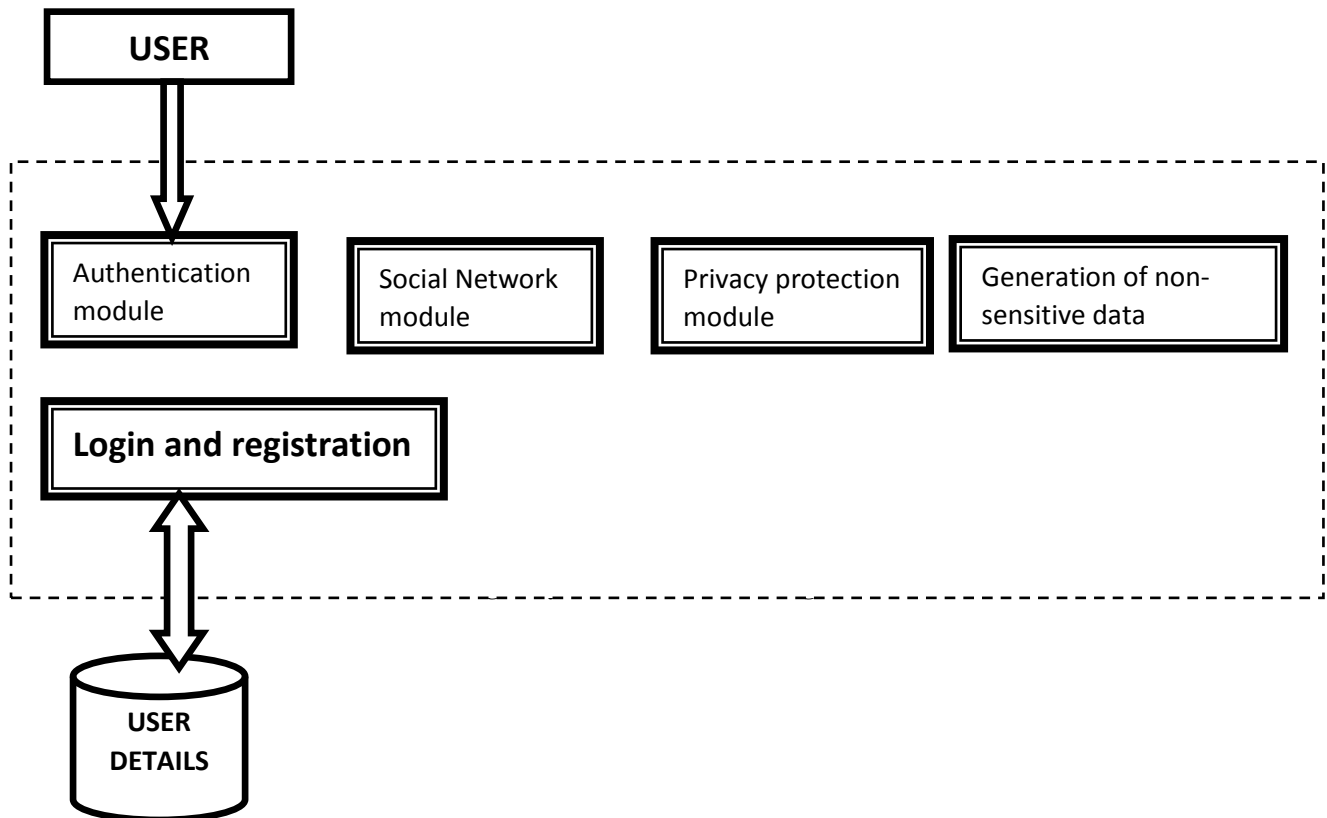 USER
Authentication
module
Social Network
module
Privacy protection
module
Generation of non-
sensitive data
Login and registration
USER
DETAILS